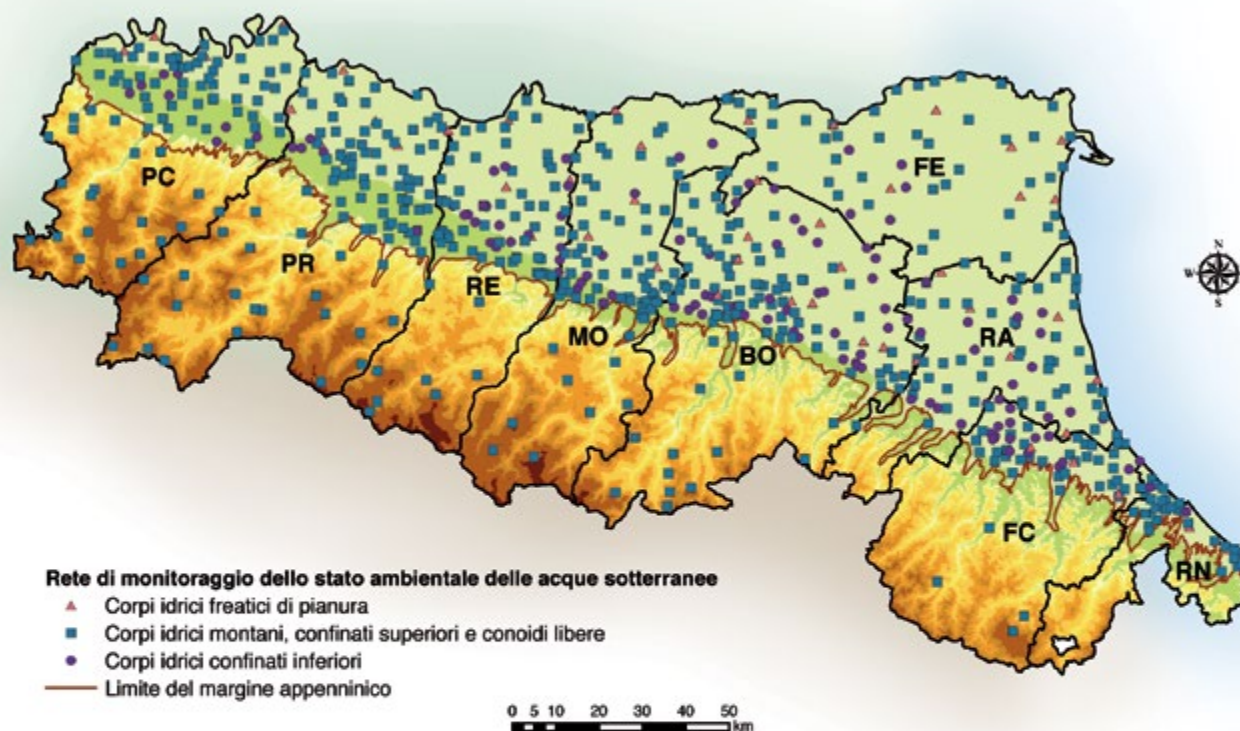 N
W
S
PC
FE
PR
RE
RA
MO
BO
FC
RN
Rete di monitoraggio dello stato ambientale delle acque sotterranee
Corpi idrici freatici di pianura
Corpi idrici montani, confinati superiori e conoidi libere
Corpi idrici confinati inferiori
Limite del margine appenninico
0 5 10 20 30 40 50
km